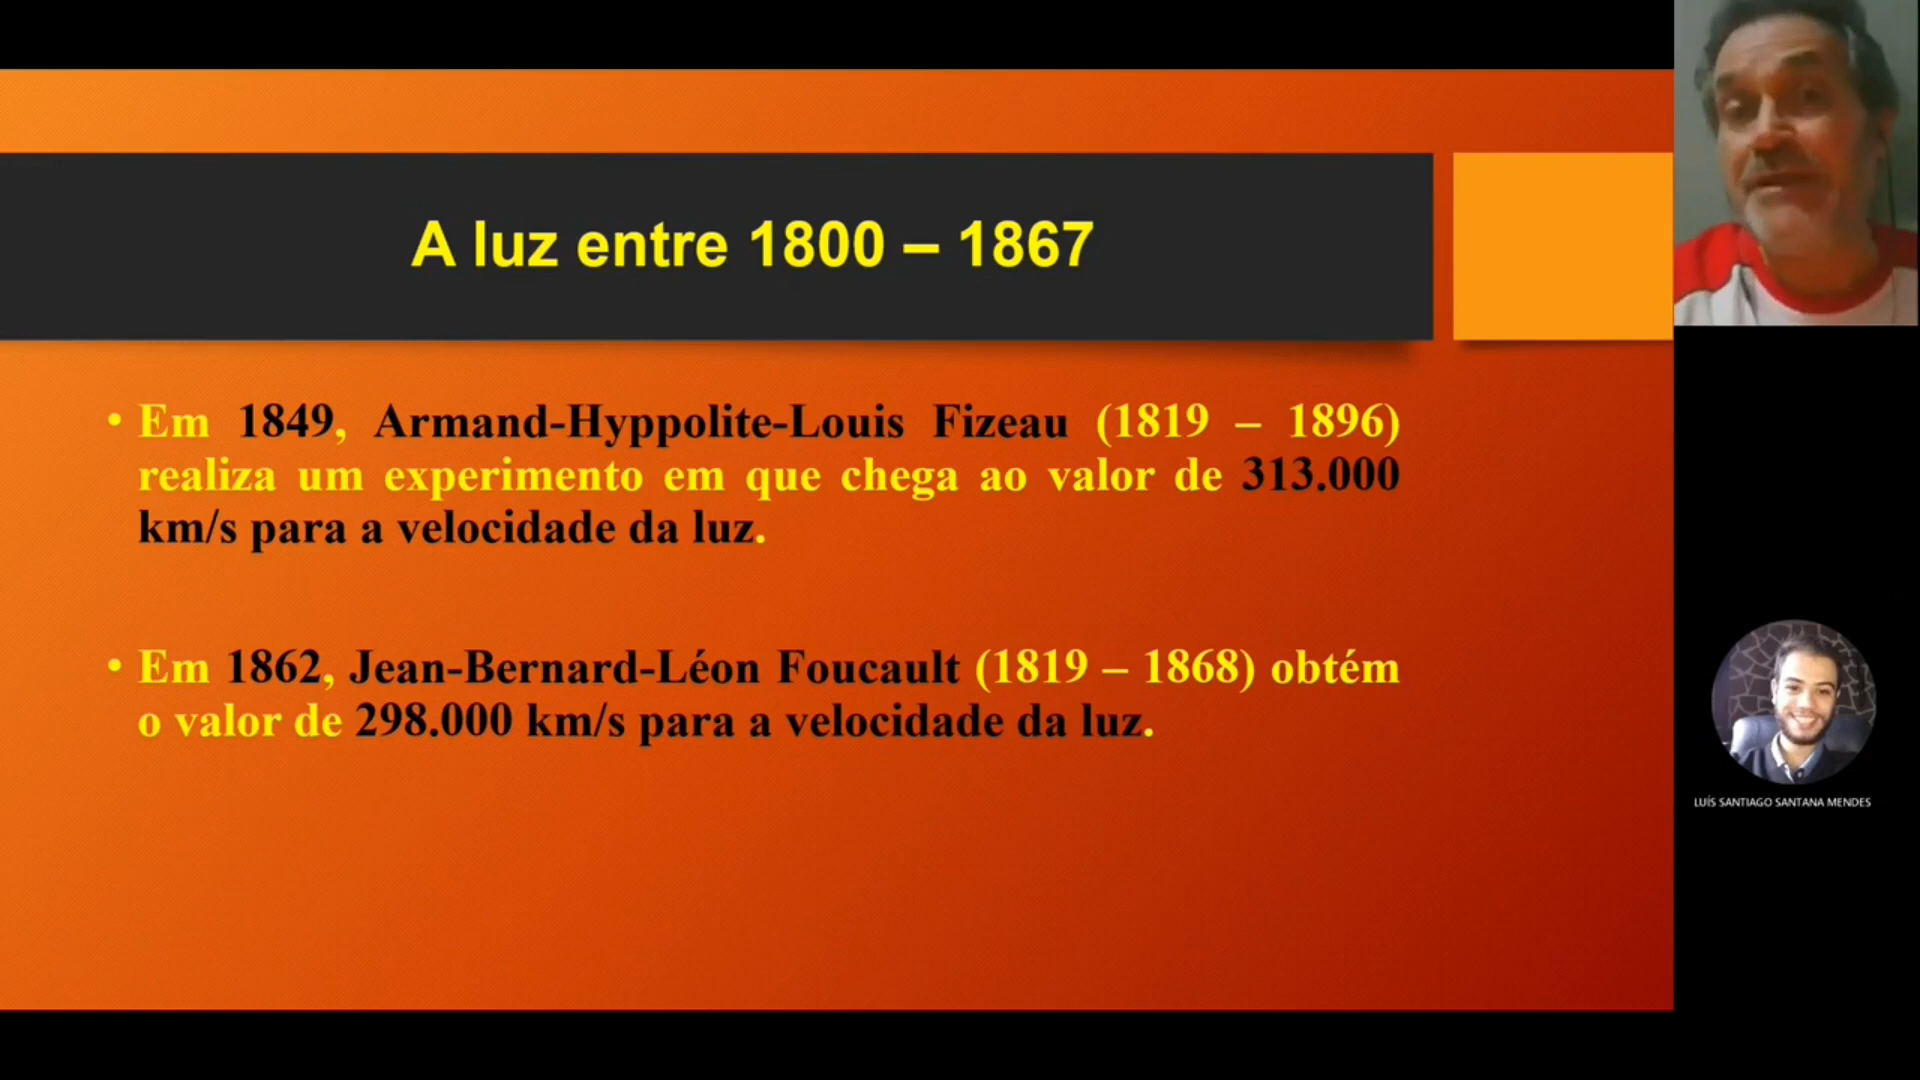 A luz entre 1800 – 1867
• Em 1849, Armand-Hyppolite-Louis Fizeau (1819 – 1896)
realiza um experimento em que chega ao valor de 313.000
km/s para a velocidade da luz.
• Em 1862, Jean-Bernard-Léon Foucault (1819 – 1868) obtém
o valor de 298.000 km/s para a velocidade da luz.
LUÍS SANTIAGO SANTANA MENDES